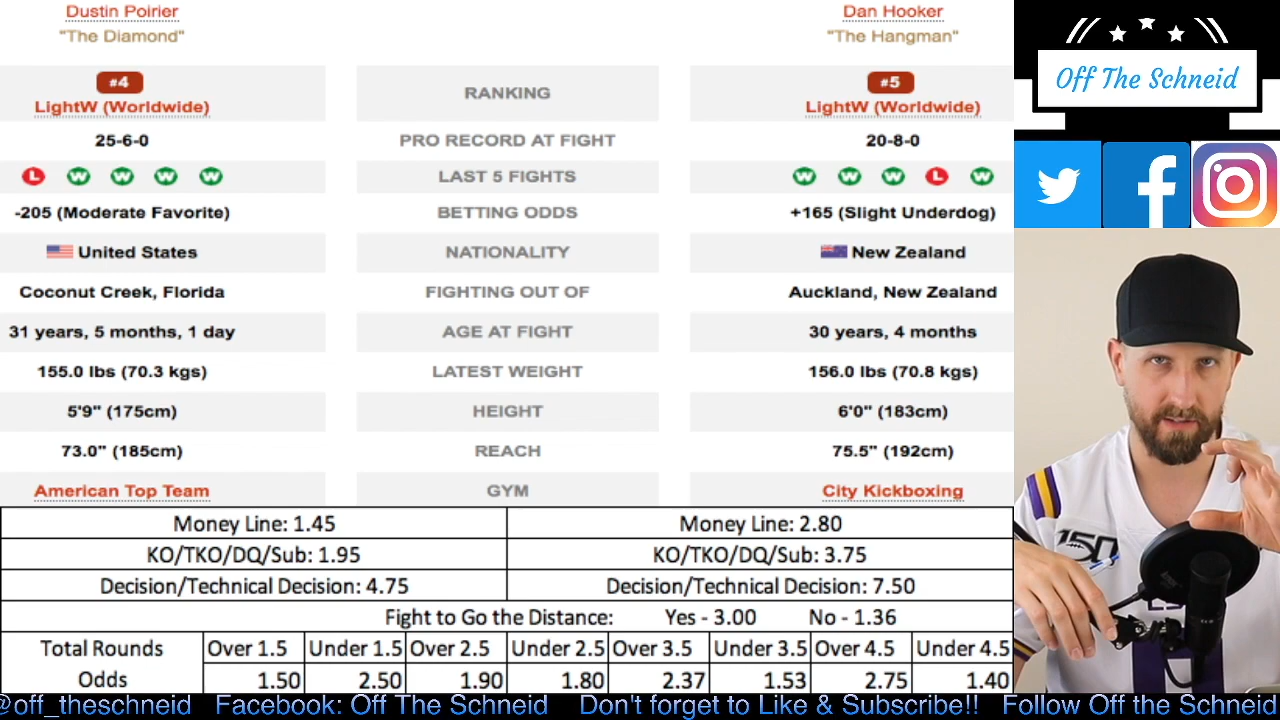 Dustin Poirier
Dan Hooker
"The Diamond"
"The Hangman"
#4
LightW (Worldwide)
RANKING
#5
LightW (Worldwide)
25-6-0
PRO RECORD AT FIGHT
20-8-0
L W W W W
LAST 5 FIGHTS
W W W L W
-205 (Moderate Favorite)
BETTING ODDS
+165 (Slight Underdog)
United States
NATIONALITY
New Zealand
Coconut Creek, Florida
FIGHTING OUT OF
Auckland, New Zealand
31 years, 5 months, 1 day
AGE AT FIGHT
30 years, 4 months
155.0 lbs (70.3 kgs)
LATEST WEIGHT
156.0 lbs (70.8 kgs)
5'9" (175cm)
HEIGHT
6'0" (183cm)
73.0" (185cm)
REACH
75.5" (192cm)
American Top Team
GYM
City Kickboxing
Money Line: 1.45
Money Line: 2.80
KO/TKO/DQ/Sub: 1.95
KO/TKO/DQ/Sub: 3.75
Decision/Technical Decision: 4.75
Decision/Technical Decision: 7.50
Fight to Go the Distance: Yes - 3.00 No - 1.36
Total Rounds Over 1.5 Under 1.5 Over 2.5 Under 2.5 Over 3.5 Under 3.5 Over 4.5 Under 4.5
Odds 1.50 2.50 1.90 1.80 2.37 1.53 2.75 1.40
Off The Schneid
f
150
@off_theschneid Facebook: Off The Schneid Don't forget to Like & Subscribe!! Follow Off the Schneid